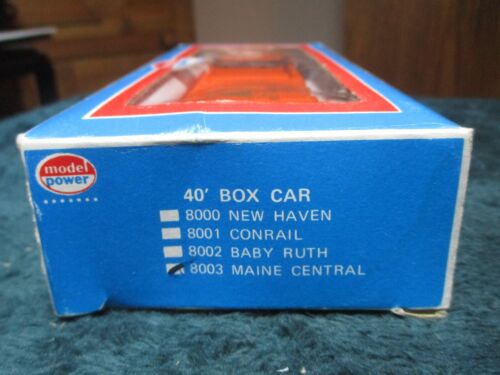 model
power
40' BOX CAR
8000 NEW HAVEN
8001 CONRAIL
8002 BABY RUTH
8003 MAINE CENTRAL